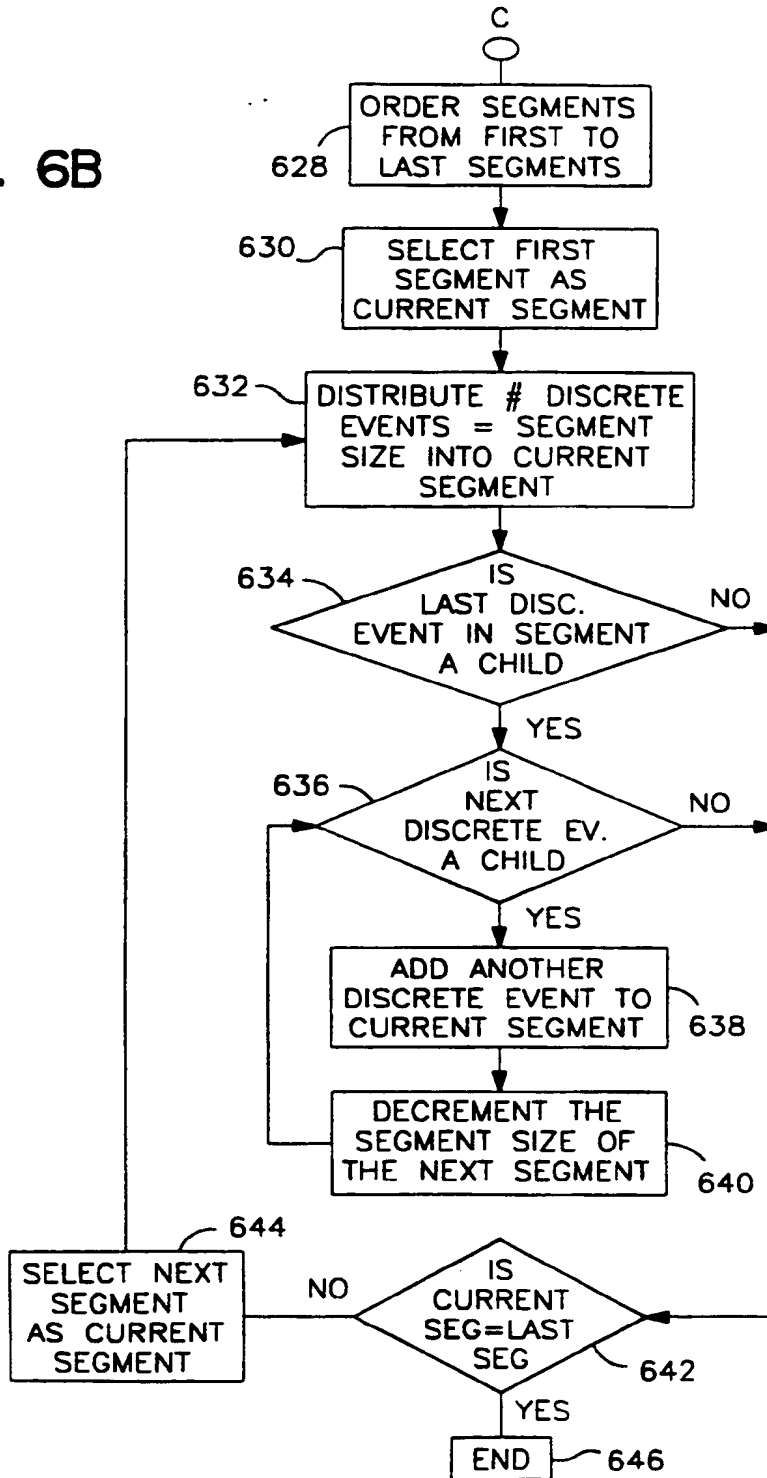 C
. 6B
ORDER SEGMENTS
FROM FIRST TO
LAST SEGMENTS
628
630
SELECT FIRST
SEGMENT AS
CURRENT SEGMENT
632
DISTRIBUTE # DISCRETE
EVENTS = SEGMENT
SIZE INTO CURRENT
SEGMENT
634
IS
LAST DISC.
EVENT IN SEGMENT
A CHILD
NO
YES
636
IS
NEXT
DISCRETE EV.
A CHILD
NO
YES
ADD ANOTHER
DISCRETE EVENT TO
CURRENT SEGMENT
638
DECREMENT THE
SEGMENT SIZE OF
THE NEXT SEGMENT
640
644
SELECT NEXT
SEGMENT
AS CURRENT
SEGMENT
NO
IS
CURRENT
SEG=LAST
SEG
642
YES
END
646